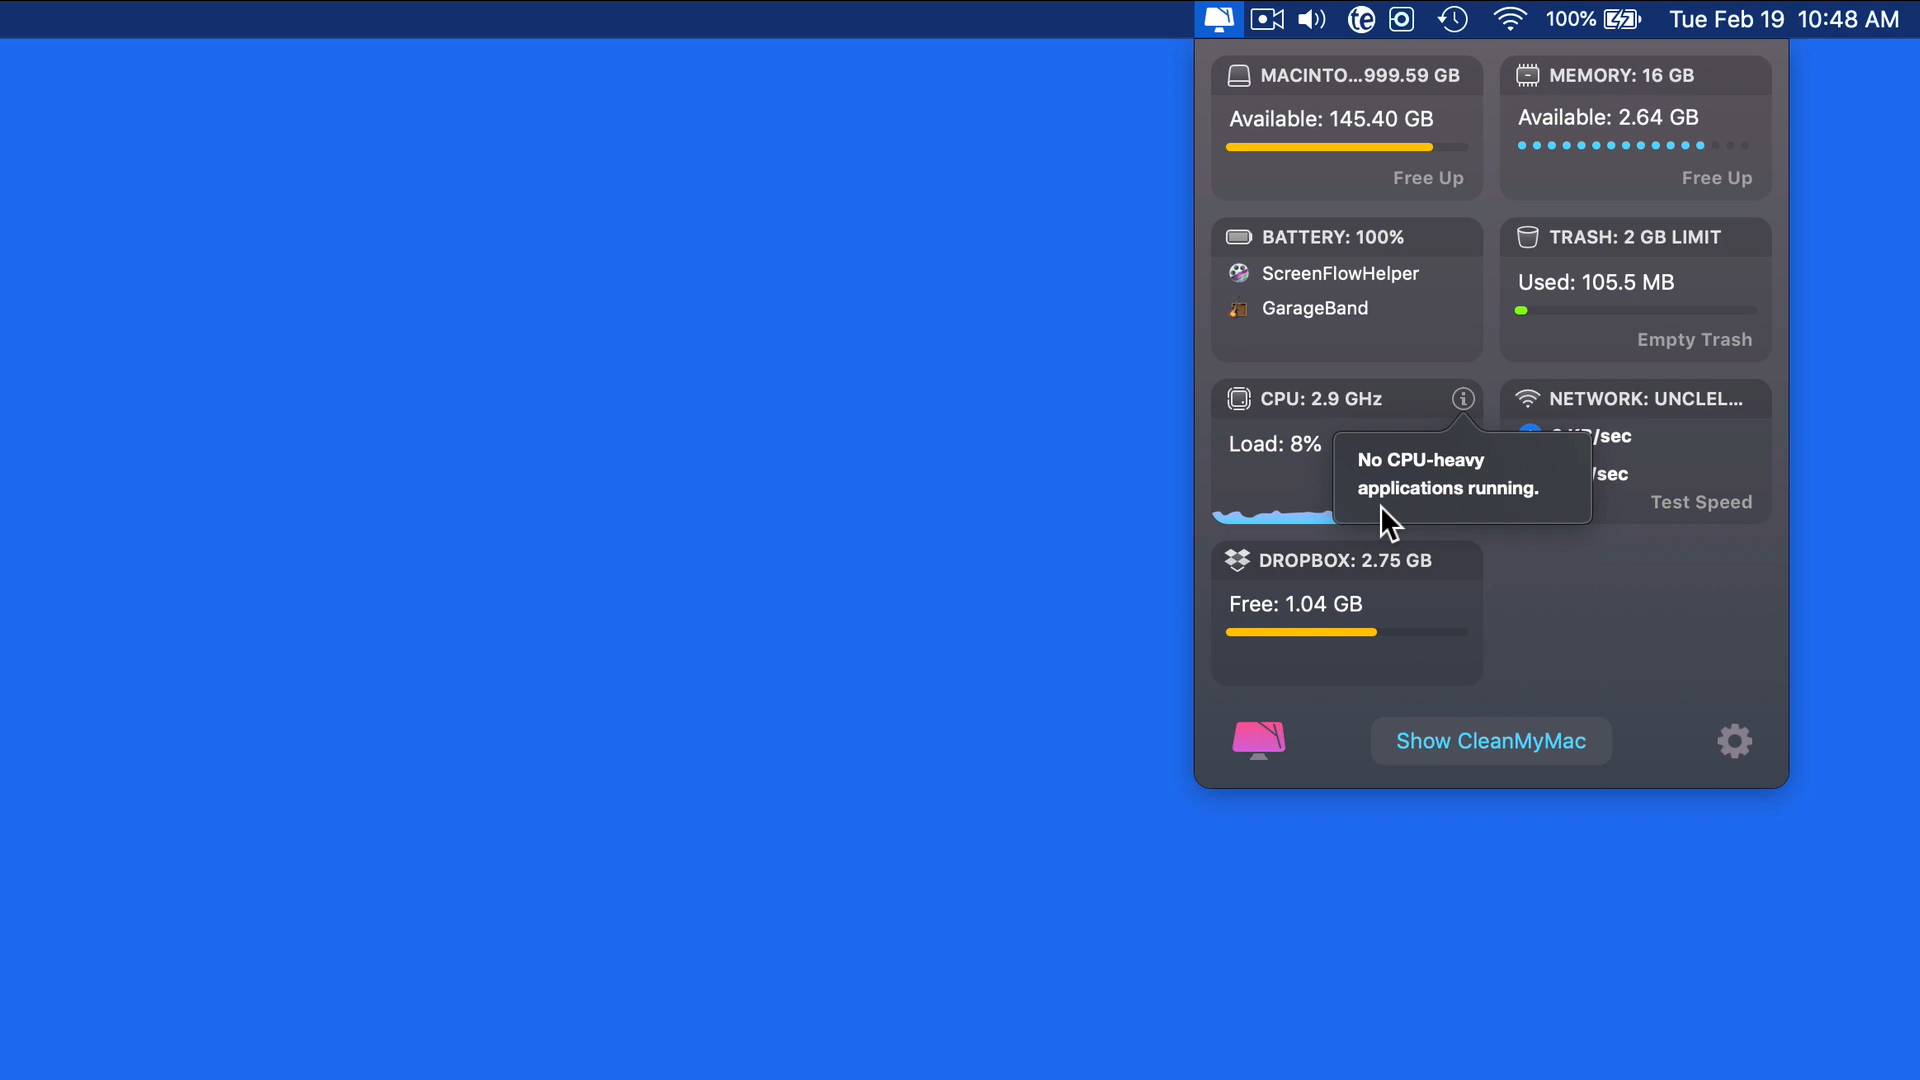 te
100%
Tue Feb 19 10:48 AM
MACINTO...999.59 GB
Available: 145.40 GB
Free Up
MEMORY: 16 GB
Available: 2.64 GB
Free Up
BATTERY: 100%
ScreenFlowHelper
GarageBand
TRASH: 2 GB LIMIT
Used: 105.5 MB
Empty Trash
CPU: 2.9 GHz
Load: 8%
No CPU-heavy
applications running.
NETWORK: UNCLEL...
/sec
/sec
Test Speed
DROPBOX: 2.75 GB
Free: 1.04 GB
Show CleanMyMac